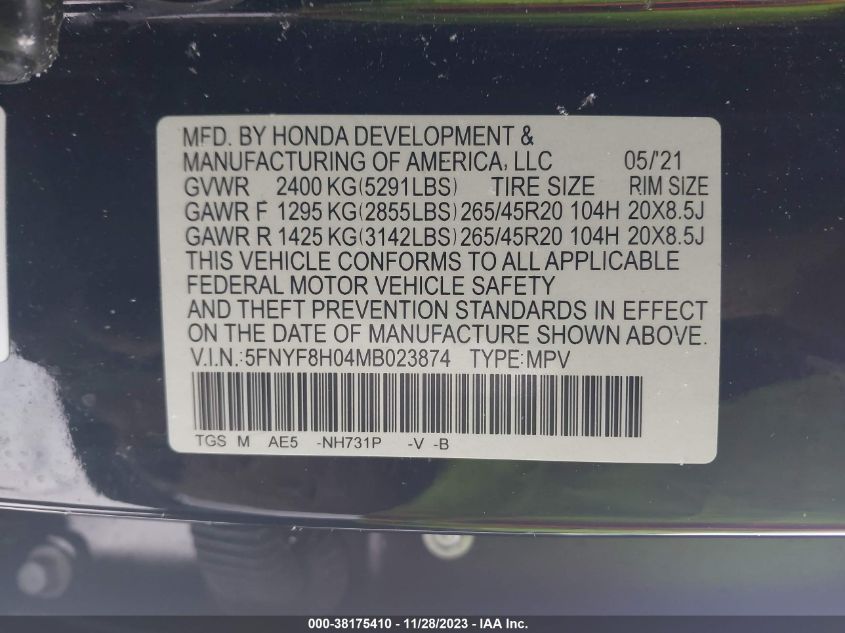 MFD. BY HONDA DEVELOPMENT &
MANUFACTURING OF AMERICA, LLC 05/'21
GVWR 2400 KG(5291LBS) TIRE SIZE RIM SIZE
GAWR F 1295 KG(2855LBS)265/45R20 104H 20X8.5J
GAWR R 1425 KG(3142LBS)265/45R20 104H 20X8.5J
THIS VEHICLE CONFORMS TO ALL APPLICABLE
FEDERAL MOTOR VEHICLE SAFETY
AND THEFT PREVENTION STANDARDS IN EFFECT
ON THE DATE OF MANUFACTURE SHOWN ABOVE.
V.I.N.:5FNYF8H04MB023874 TYPE:MPV
TGS M AE5 -NH731P -V -B
000-38175410 - 11/28/2023 - IAA Inc.